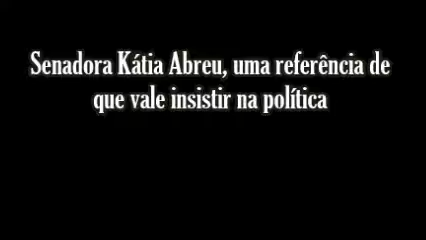 Senadora Kátia Abreu, uma referência de
que vale insistir na política